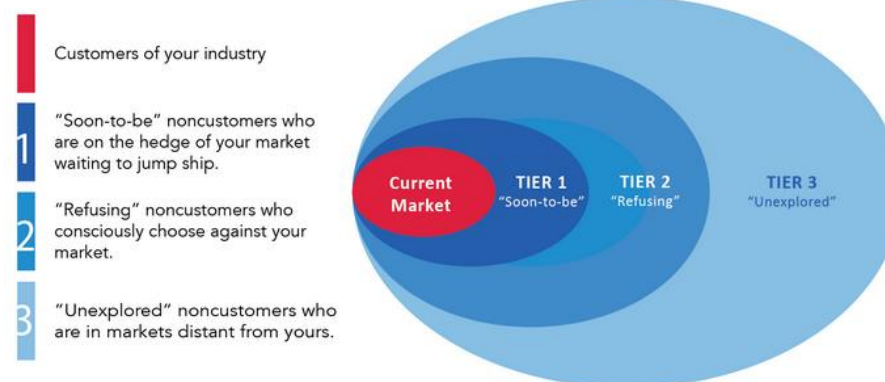 Customers of your industry
1
"Soon-to-be" noncustomers who
are on the hedge of your market
waiting to jump ship.
2
"Refusing" noncustomers who
consciously choose against your
market.
3
"Unexplored" noncustomers who
are in markets distant from yours.
Current
Market
TIER 1
"Soon-to-be"
TIER 2
"Refusing"
TIER 3
"Unexplored"